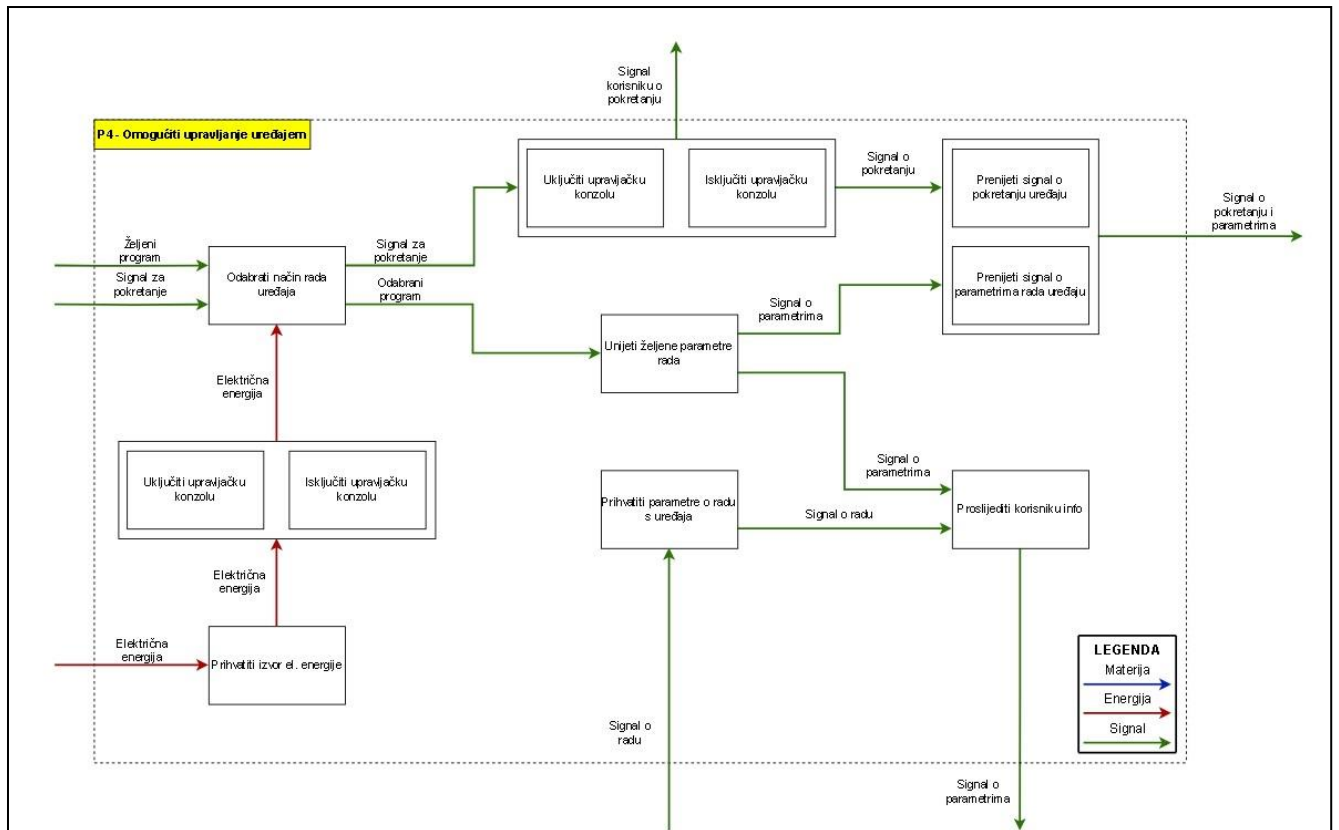 Signal
korisniku o
pokretanju
P4 - Omogućiti upravljanje uređajem
Uključiti upravljačku
konzolu
Isključiti upravljačku
konzolu
Signal o
pokretanju
Prenijeti signal o
pokretanju uređaju
Prenijeti signal o
parametrima rada uređaju
Signal o
pokretanju i
parametrima
Željeni
program
Signal za
pokretanje
Odabrati način rada
uređaja
Signal za
pokretanje
Odabrani
program
Signal o
parametrima
Unijeti željene parametre
rada
Električna
energija
Uključiti upravljačku
konzolu
Isključiti upravljačku
konzolu
Signal o
parametrima
Prihvatiti parametre o radu
s uređaja
Signal o radu
Proslijediti korisniku info
Električna
energija
Električna
energija
Prihvatiti izvor el. energije
LEGENDA
Materija
Energija
Signal
Signal o
radu
Signal o
parametrima